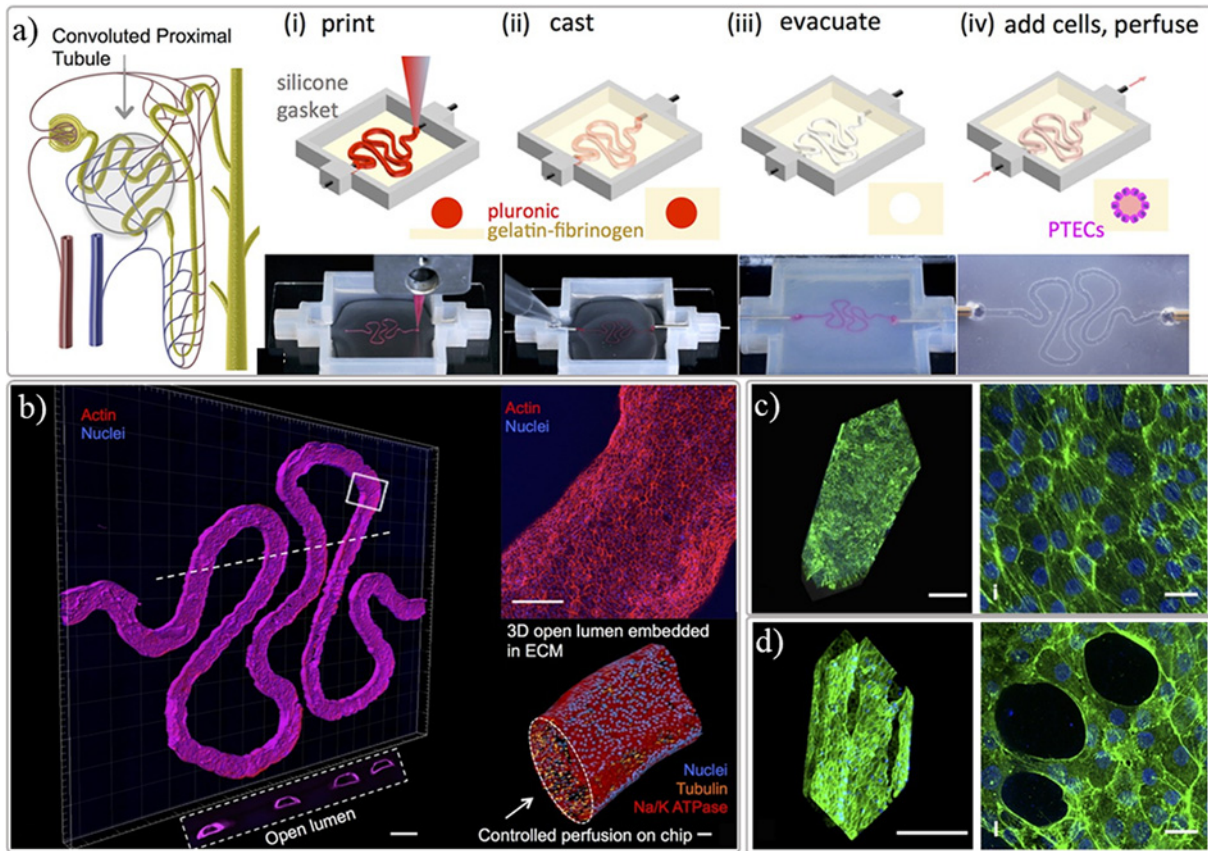 a)
Convoluted Proximal
Tubule
(i) print
silicone
gasket
(ii) cast
(iii) evacuate
(iv) add cells, perfuse
pluronic
gelatin-fibrinogen
PTECs
b)
Actin
Nuclei
Open lumen
Actin
Nuclei
3D open lumen embedded
in ECM
Nuclei
Tubulin
Na/K ATPase
Controlled perfusion on chip
c)
i
d)
i